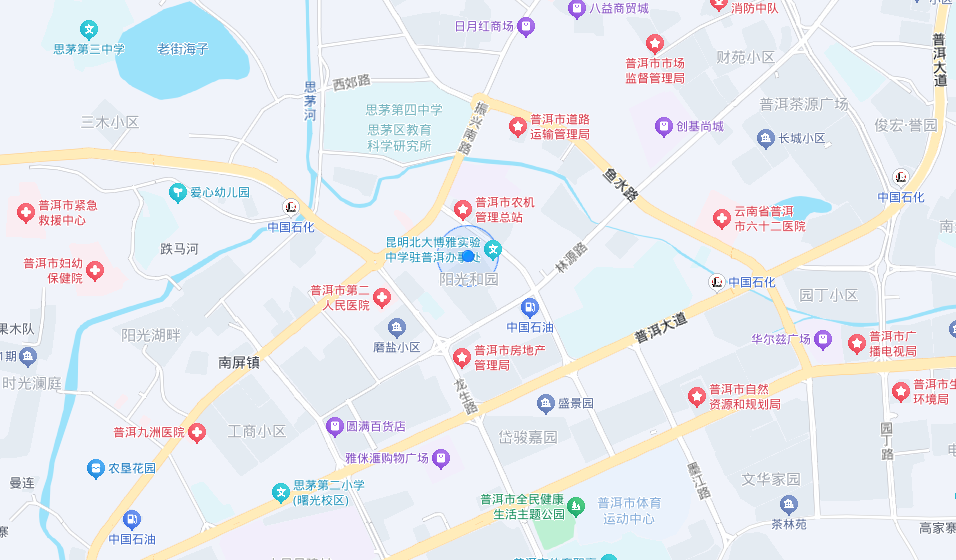 八益商贸城
消防中队
日月红商场
思茅第三中学
老街海子
普洱大道
普洱市市场
监督管理局
财苑小区
西郊路
思茅河
思茅第四中学
思茅区教育
科学研究所
振兴南路
普洱市道路
运输管理局
创基尚城
普洱茶源广场
长城小区
俊宏·誉园
三木小区
鱼水路
中国石化
爱心幼儿园
普洱市紧急
救援中心
中国石化
普洱市农机
管理总站
云南省普洱
市六十二医院
跌马河
昆明北大博雅实验
中学驻普洱办事处
阳光和园
林源路
普洱市妇幼
保健院
中国石化
园丁小区
普洱市第二
人民医院
中国石油
普洱大道
果木队
阳光湖畔
磨盐小区
普洱市房地产
管理局
华尔兹广场
普洱市广
播电视局
南屏镇
时光澜庭
龙生路
盛景园
普洱市自然
资源和规划局
环境局
普洱九洲医院
工商小区
圆满百货店
岱骏嘉园
园丁路
雅佅滙购物广场
农垦花园
曼连
思茅第二小学
(曙光校区)
墨江路
文华家园
普洱市全民健康
生活主题公园
普洱市体育
运动中心
茶林苑
高家寨
中国石油